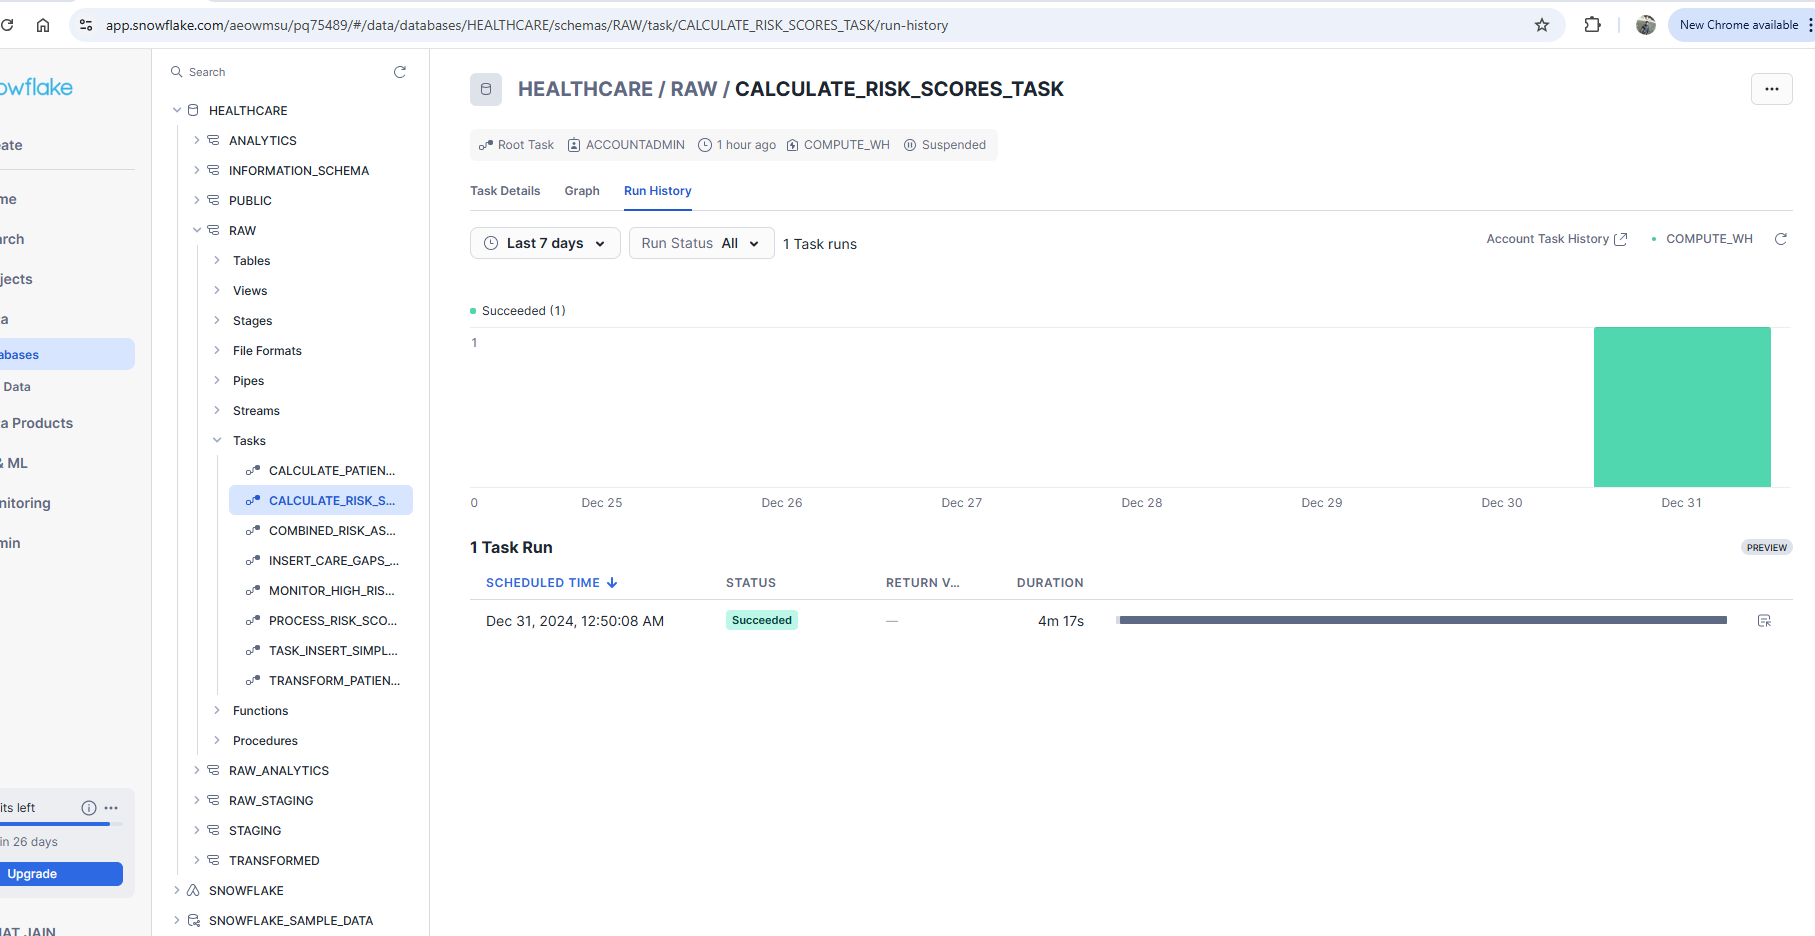 app.snowflake.com/aeowmsu/pq75489/#/data/databases/HEALTHCARE/schemas/RAW/task/CALCULATE_RISK_SCORES_TASK/run-history
New Chrome available
owflake
eate
me
arch
jects
a
abases
Data
a Products
& ML
nitoring
min
its left
in 26 days
Upgrade
AT JAIN
Search
HEALTHCARE
ANALYTICS
INFORMATION_SCHEMA
PUBLIC
RAW
Tables
Views
Stages
File Formats
Pipes
Streams
Tasks
CALCULATE_PATIEN...
CALCULATE_RISK_S...
COMBINED_RISK_AS...
INSERT_CARE_GAPS_...
MONITOR_HIGH_RIS...
PROCESS_RISK_SCO...
TASK_INSERT_SIMPL...
TRANSFORM_PATIEN...
Functions
Procedures
RAW_ANALYTICS
RAW_STAGING
STAGING
TRANSFORMED
SNOWFLAKE
SNOWFLAKE_SAMPLE_DATA
HEALTHCARE / RAW / CALCULATE_RISK_SCORES_TASK
Root Task ACCOUNTADMIN 1 hour ago COMPUTE_WH Suspended
Task Details Graph Run History
Last 7 days Run Status All 1 Task runs Account Task History COMPUTE_WH
Succeeded (1)
1
0 Dec 25 Dec 26 Dec 27 Dec 28 Dec 29 Dec 30 Dec 31
1 Task Run PREVIEW
SCHEDULED TIME STATUS RETURN V... DURATION
Dec 31, 2024, 12:50:08 AM Succeeded — 4m 17s